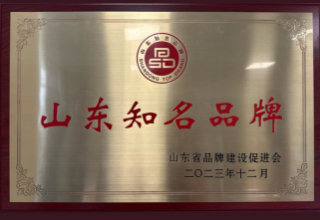 山东知名品牌
山东省品牌建设促进会
二〇二三年十二月